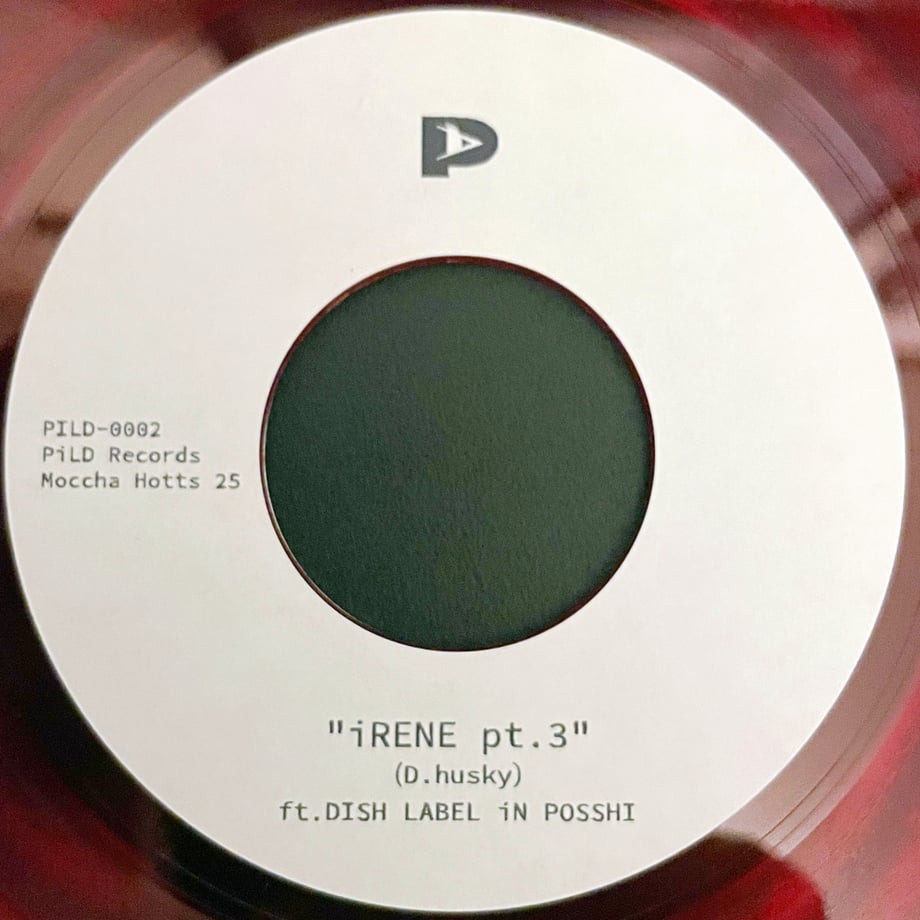 P
PILD-0002
PiLD Records
Moccha Hotts 25
"iRENE pt.3"
(D.husky)
ft.DISH LABEL iN POSSHI